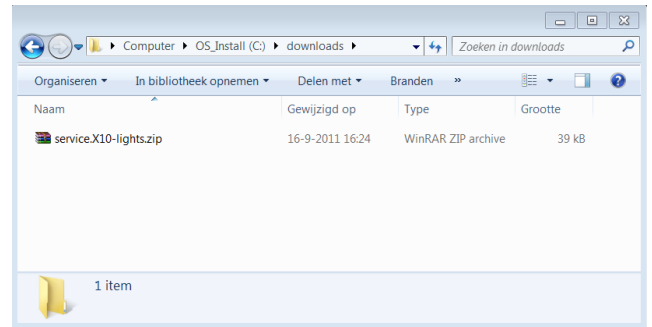 Computer OS_Install (C:) downloads Zoeken in downloads
Organiseren In bibliotheek opnemen Delen met Branden »
Naam Gewijzigd op Type Grootte
service.X10-lights.zip 16-9-2011 16:24 WinRAR ZIP archive 39 kB
1 item